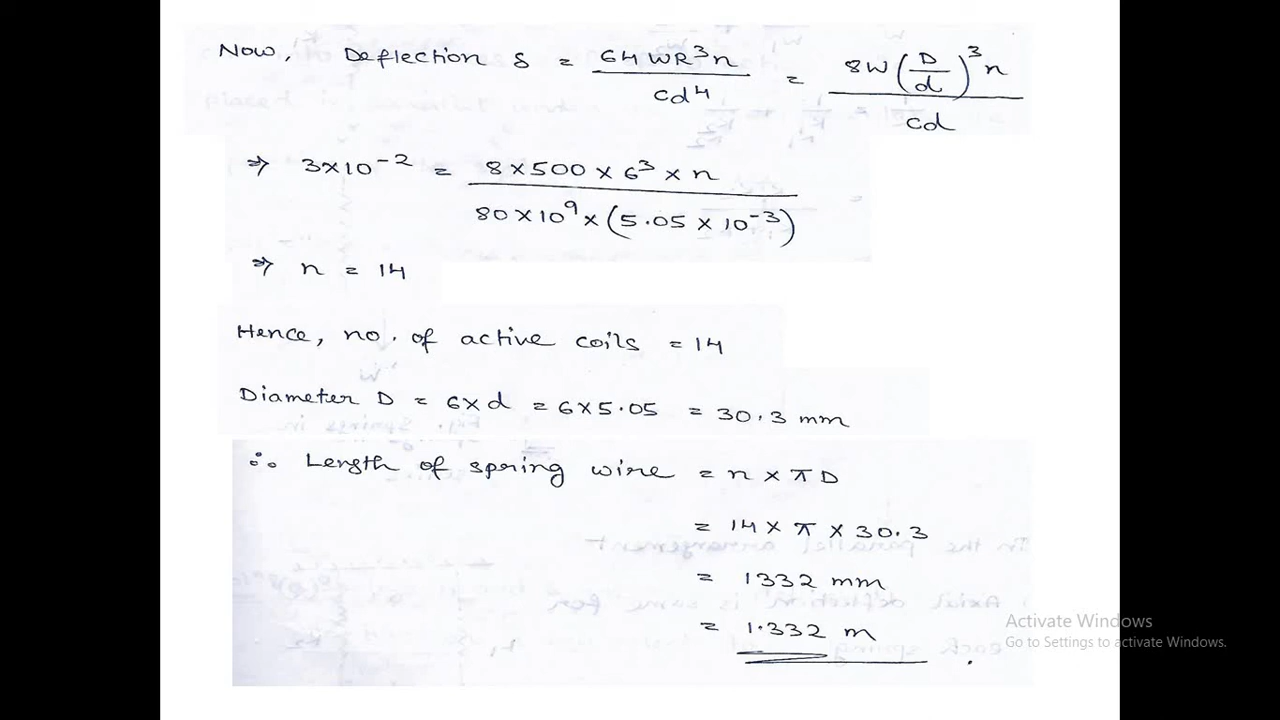 Now, Deflection δ = 64WR³n / cd⁴ = 8W(D/d)³n / cd
⇒ 3×10⁻² = 8×500×6³×n / 80×10⁹×(5.05×10⁻³)
⇒ n = 14
Hence, no. of active coils = 14
Diameter D = 6×d = 6×5.05 = 30.3 mm
∴ Length of spring wire = n×πD
= 14×π×30.3
= 1332 mm
= 1.332 m
Activate Windows
Go to Settings to activate Windows.